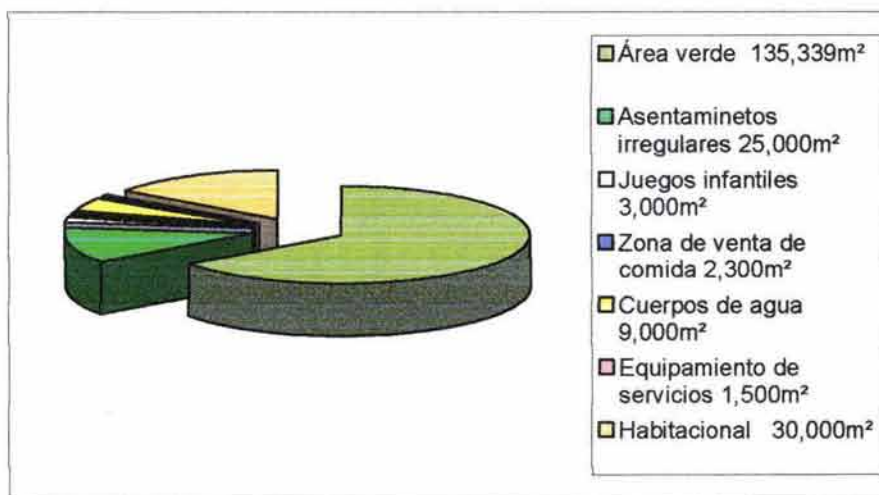 Área verde 135,339m²
Asentaminetos
irregulares 25,000m²
Juegos infantiles
3,000m²
Zona de venta de
comida 2,300m²
Cuerpos de agua
9,000m²
Equipamiento de
servicios 1,500m²
Habitacional 30,000m²